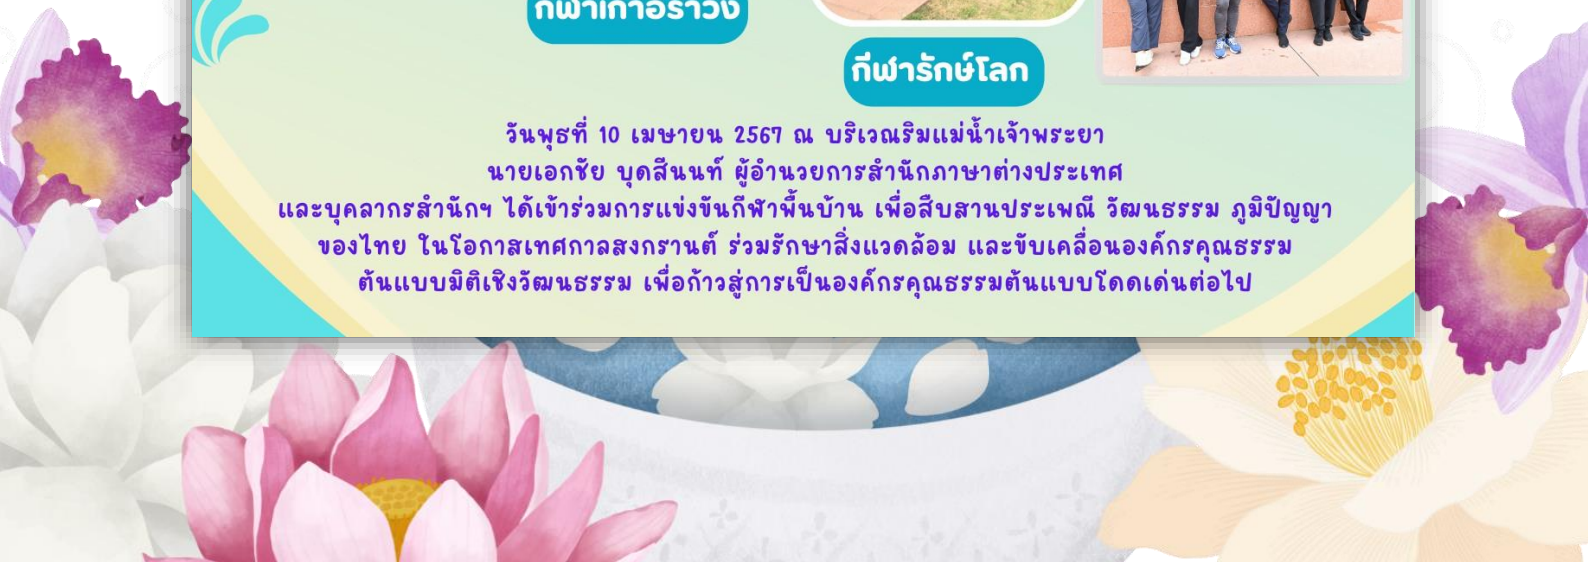 กีฬาเก้าอี้ราวง
กีฬารักษ์โลก
วันพุธที่ 10 เมษายน 2567 ณ บริเวณริมแม่น้ำเจ้าพระยา
นายเอกชัย บุดสีนนท์ ผู้อำนวยการสำนักภาษาต่างประเทศ
และบุคลากรสำนักฯ ได้เข้าร่วมการแข่งขันกีฬาพื้นบ้าน เพื่อสืบสานประเพณี วัฒนธรรม ภูมิปัญญา
ของไทย ในโอกาสเทศกาลสงกรานต์ ร่วมรักษาสิ่งแวดล้อม และขับเคลื่อนองค์กรคุณธรรม
ต้นแบบมิติเชิงวัฒนธรรม เพื่อก้าวสู่การเป็นองค์กรคุณธรรมต้นแบบโดดเด่นต่อไป